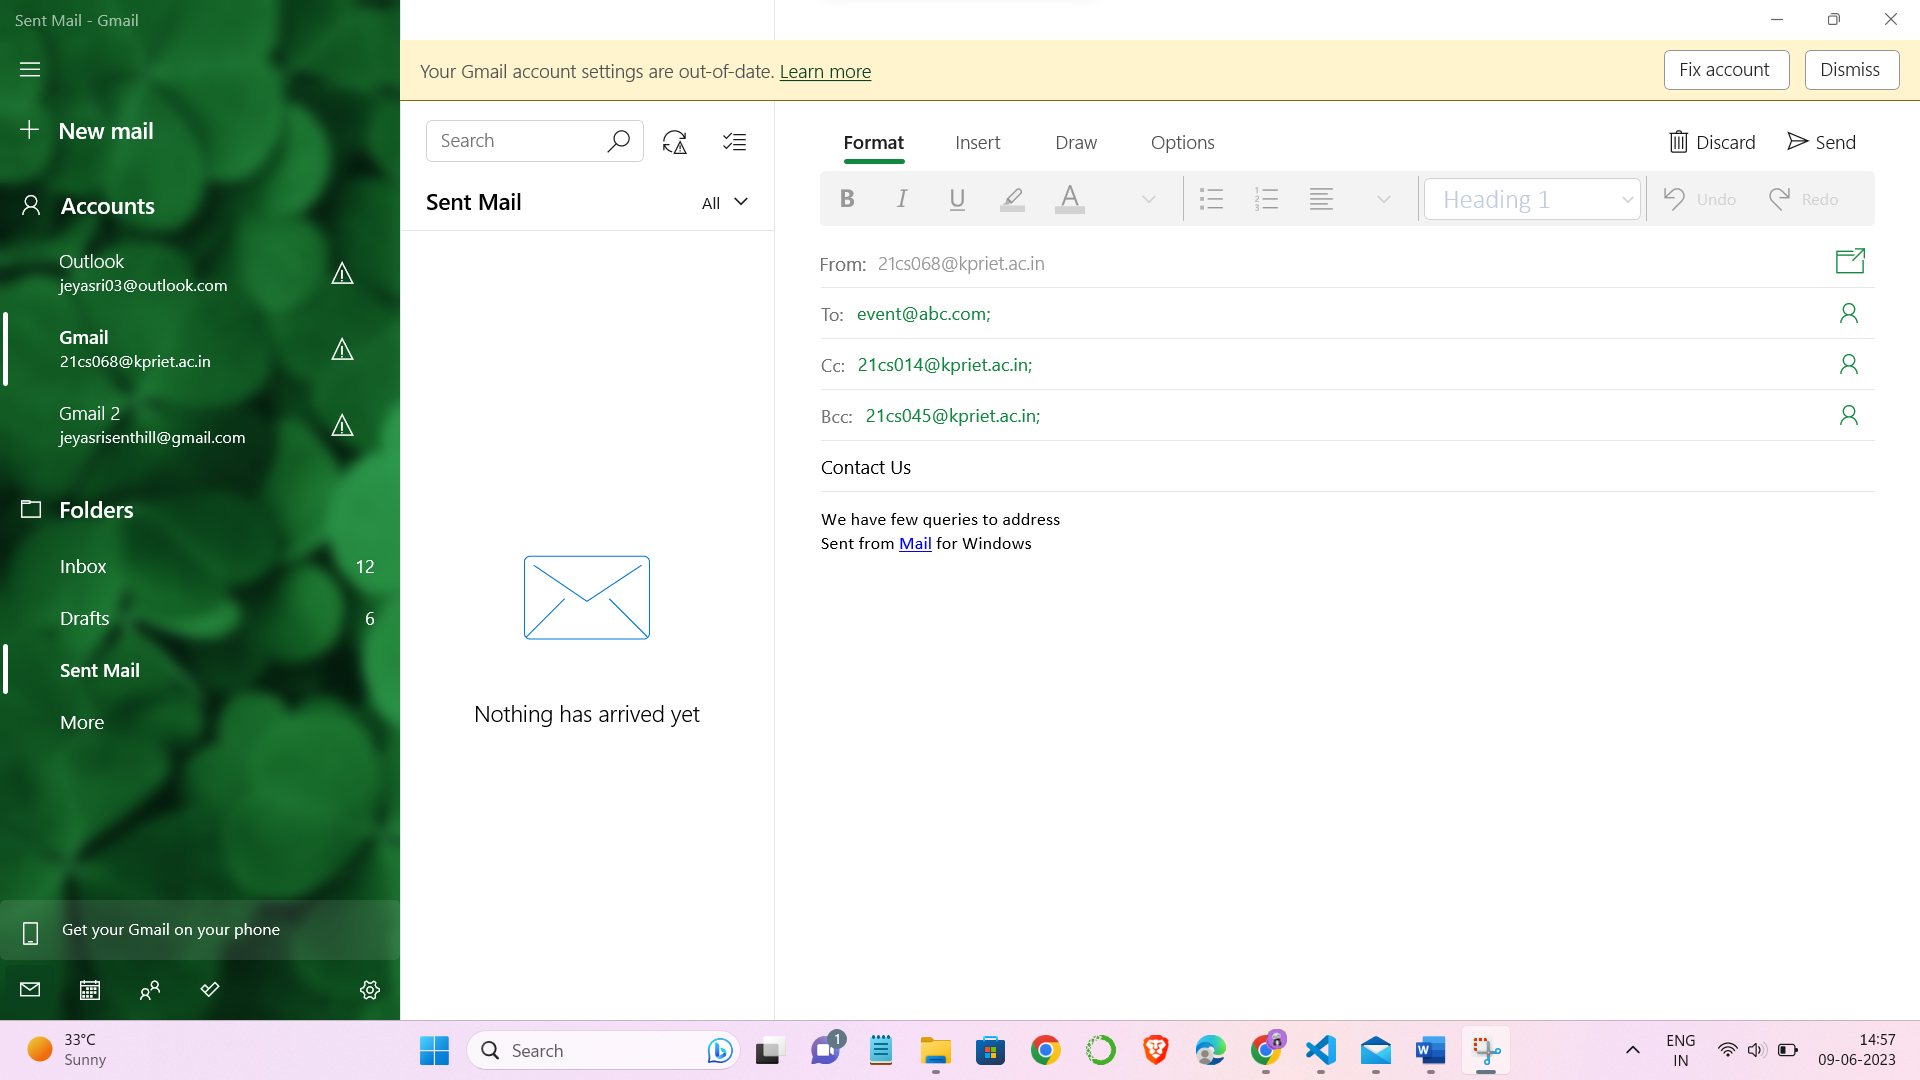 Sent Mail - Gmail
Your Gmail account settings are out-of-date. Learn more
Fix account
Dismiss
New mail
Accounts
Outlook
jeyasri03@outlook.com
Gmail
21cs068@kpriet.ac.in
Gmail 2
jeyasrisenthill@gmail.com
Folders
Inbox 12
Drafts 6
Sent Mail
More
Get your Gmail on your phone
Search
Sent Mail All
Nothing has arrived yet
Format Insert Draw Options
Discard Send
B I U A Heading 1 Undo Redo
From: 21cs068@kpriet.ac.in
To: event@abc.com;
Cc: 21cs014@kpriet.ac.in;
Bcc: 21cs045@kpriet.ac.in;
Contact Us
We have few queries to address
Sent from Mail for Windows
33°C
Sunny
Search
1
ENG
IN
14:57
09-06-2023